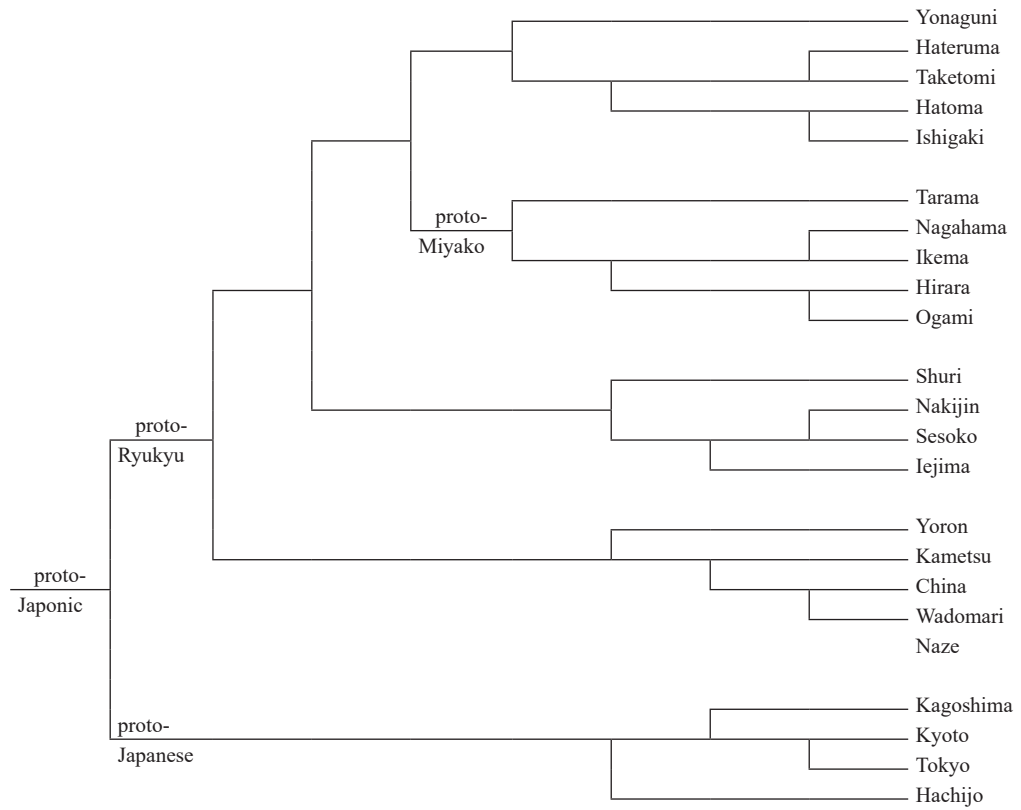 Yonaguni
Hateruma
Taketomi
Hatoma
Ishigaki
Tarama
proto-
Miyako
Nagahama
Ikema
Hirara
Ogami
Shuri
Nakijin
proto-
Ryukyu
Sesoko
Iejima
Yoron
Kametsu
proto-
Japonic
China
Wadomari
Naze
Kagoshima
proto-
Japanese
Kyoto
Tokyo
Hachijo